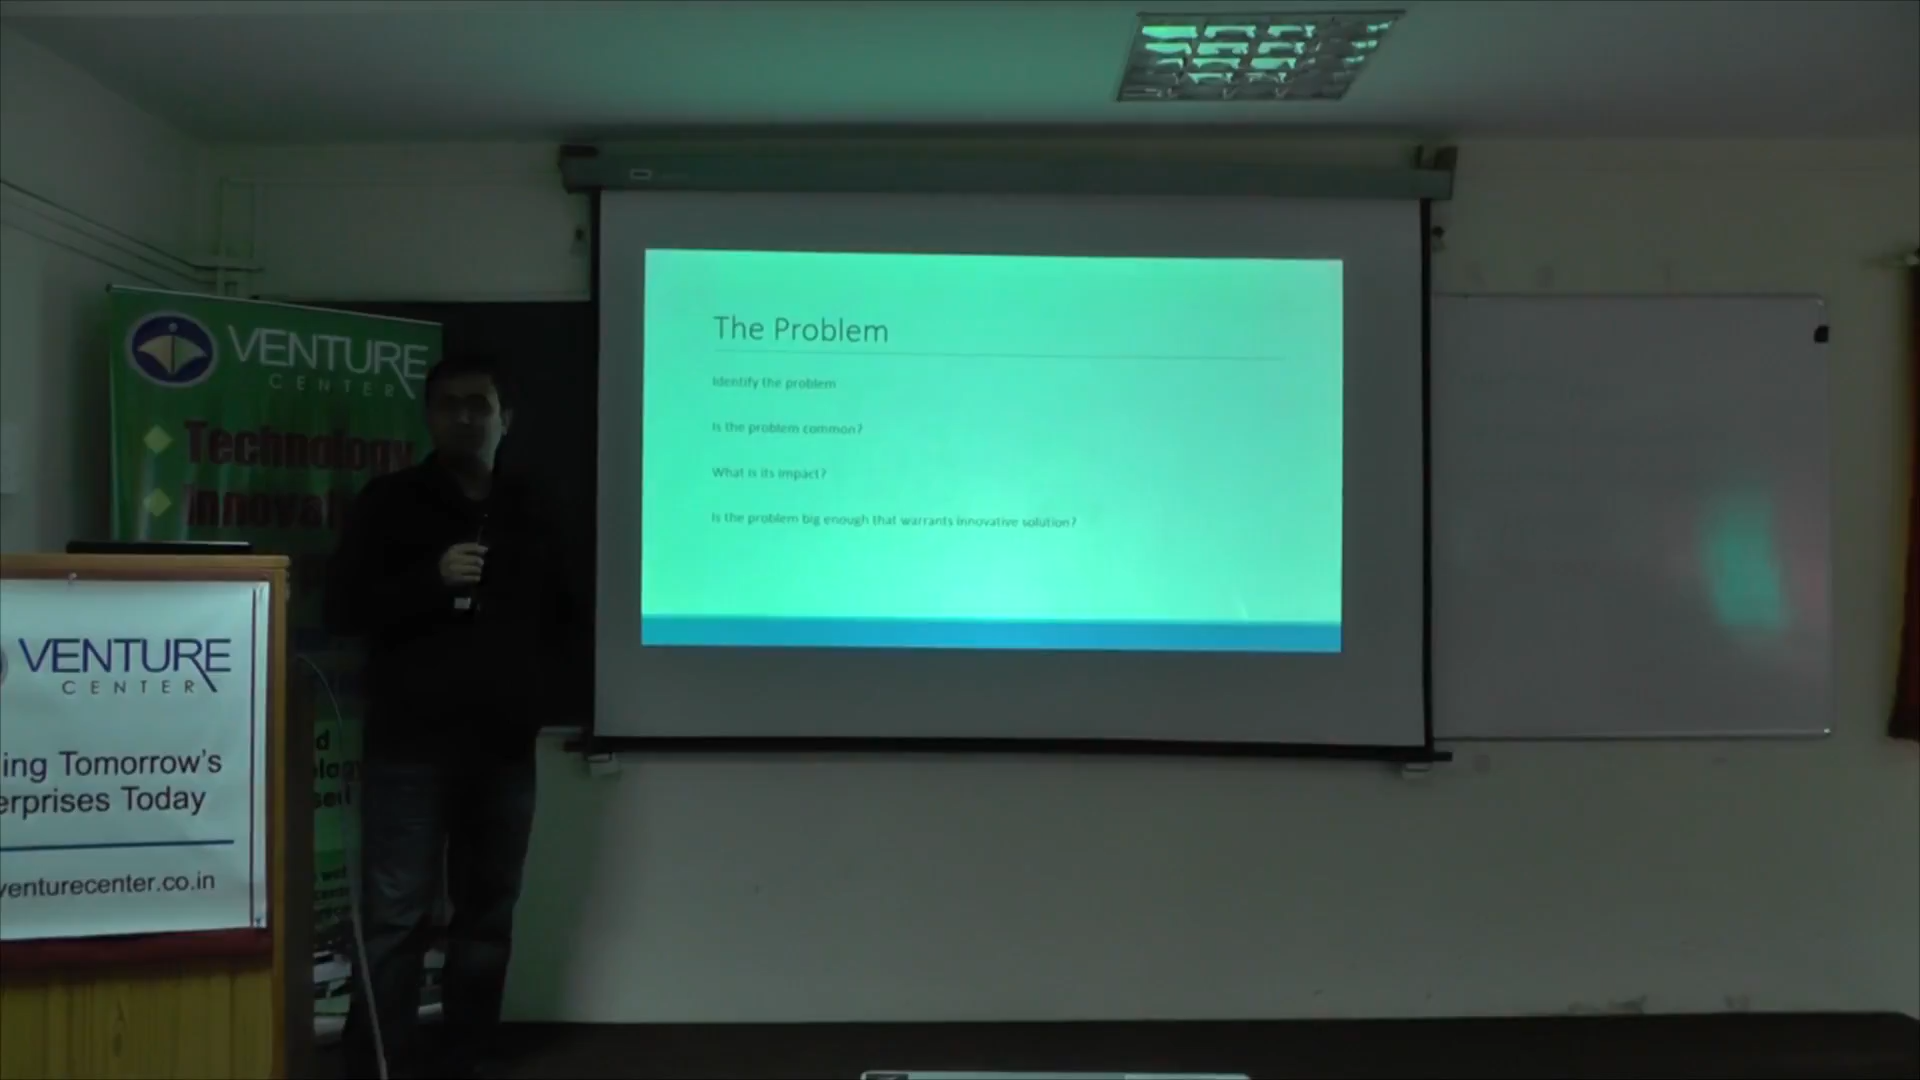 VENTURE
CENTER
Technology
The Problem
Identify the problem
Is the problem common?
What is its impact?
Is the problem big enough that warrants innovative solution?
VENTURE
CENTER
ing Tomorrow's
erprises Today
venturecenter.co.in